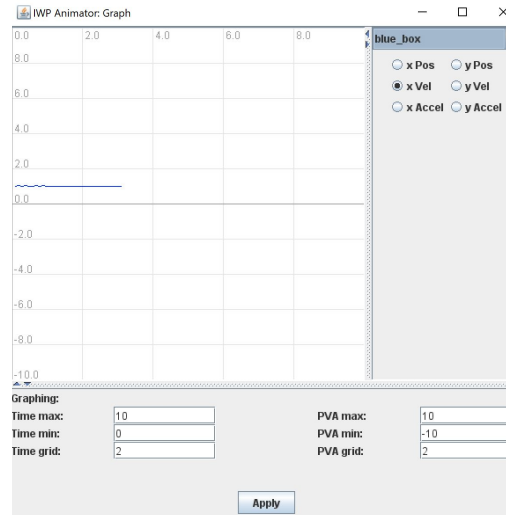 IWP Animator: Graph
0.0 2.0 4.0 6.0 8.0
8.0
6.0
4.0
2.0
0.0
-2.0
-4.0
-6.0
-8.0
-10.0
blue_box
x Pos y Pos
x Vel y Vel
x Accel y Accel
Graphing:
Time max: 10 PVA max: 10
Time min: 0 PVA min: -10
Time grid: 2 PVA grid: 2
Apply